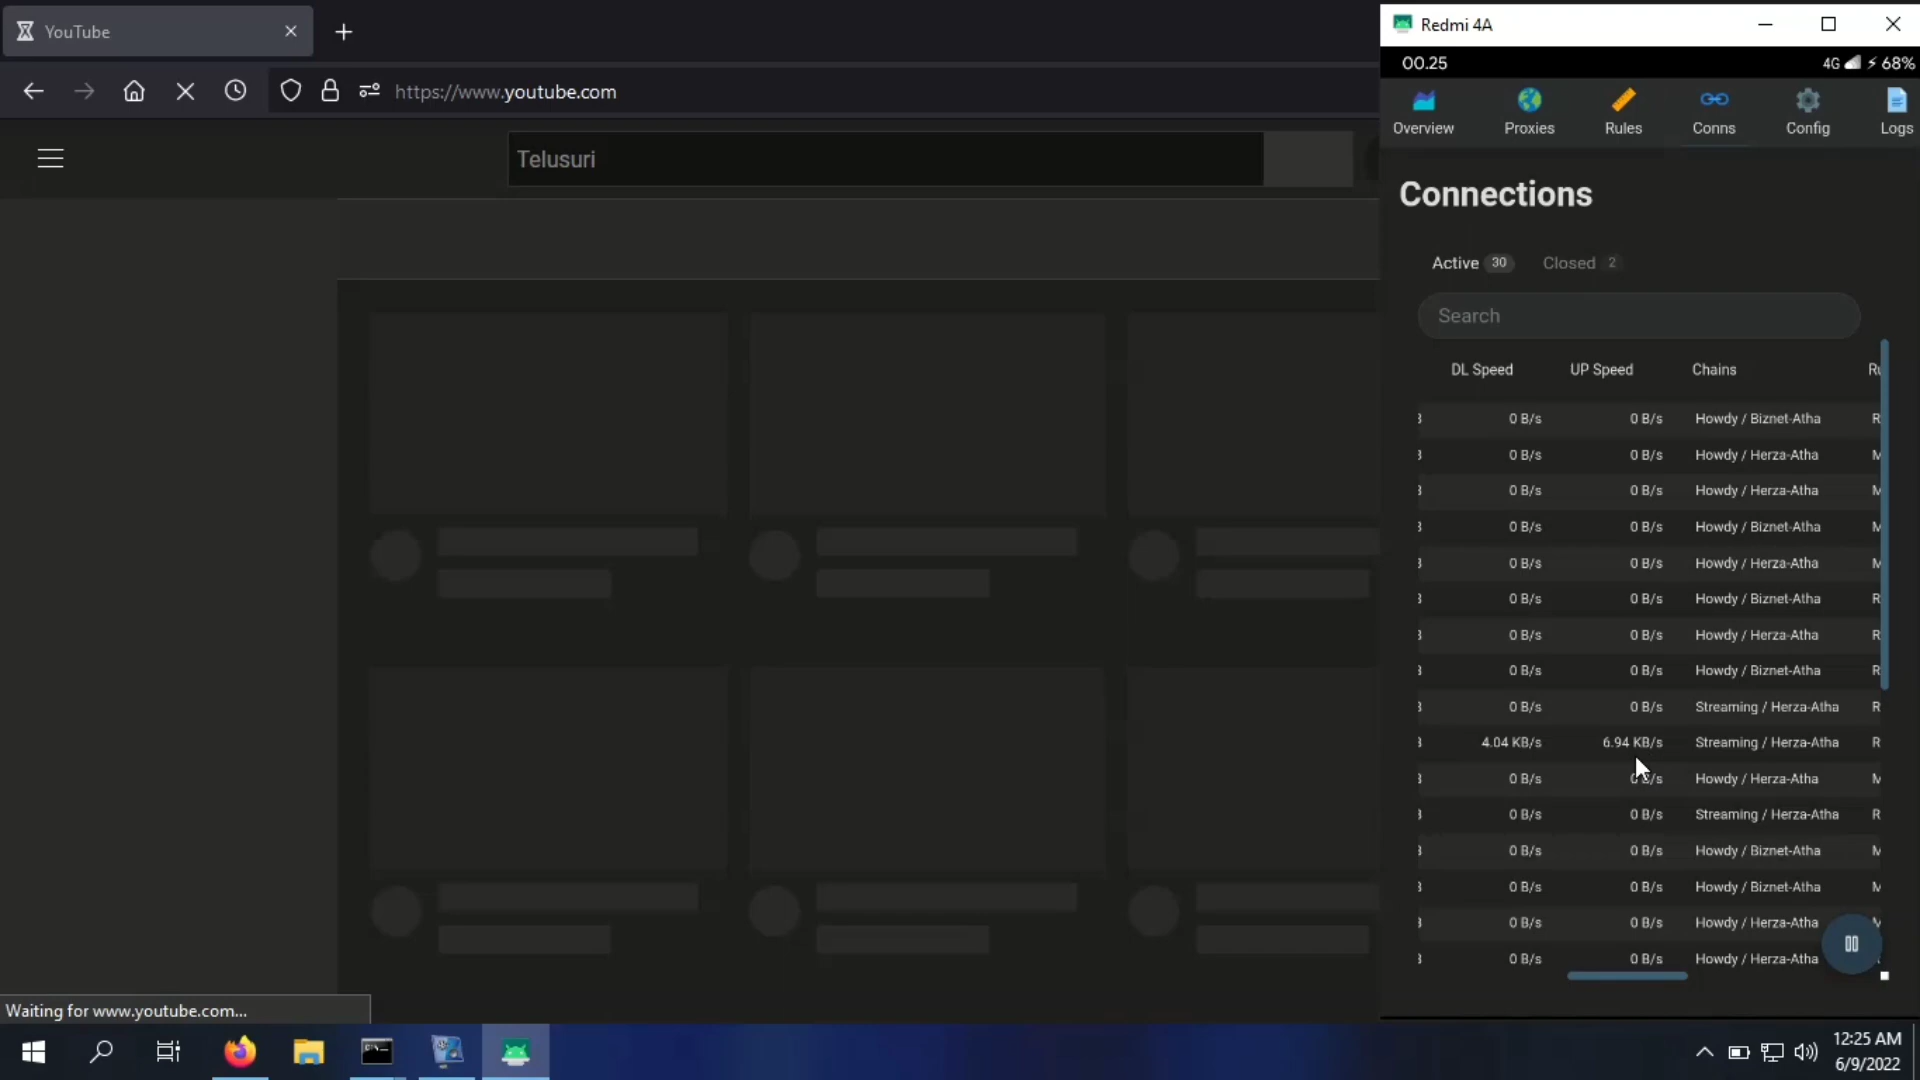 YouTube
https://www.youtube.com
Telusuri
Waiting for www.youtube.com...
Redmi 4A
00.25
4G 68%
Overview Proxies Rules Conns Config Logs
Connections
Active 30 Closed 2
Search
DL Speed UP Speed Chains
0 B/s 0 B/s Howdy / Biznet-Atha
0 B/s 0 B/s Howdy / Herza-Atha
0 B/s 0 B/s Howdy / Herza-Atha
0 B/s 0 B/s Howdy / Biznet-Atha
0 B/s 0 B/s Howdy / Herza-Atha
0 B/s 0 B/s Howdy / Biznet-Atha
0 B/s 0 B/s Howdy / Herza-Atha
0 B/s 0 B/s Howdy / Biznet-Atha
0 B/s 0 B/s Streaming / Herza-Atha
4.04 KB/s 6.94 KB/s Streaming / Herza-Atha
0 B/s 0 B/s Howdy / Herza-Atha
0 B/s 0 B/s Streaming / Herza-Atha
0 B/s 0 B/s Howdy / Biznet-Atha
0 B/s 0 B/s Howdy / Biznet-Atha
0 B/s 0 B/s Howdy / Herza-Atha
0 B/s 0 B/s Howdy / Herza-Atha
12:25 AM
6/9/2022